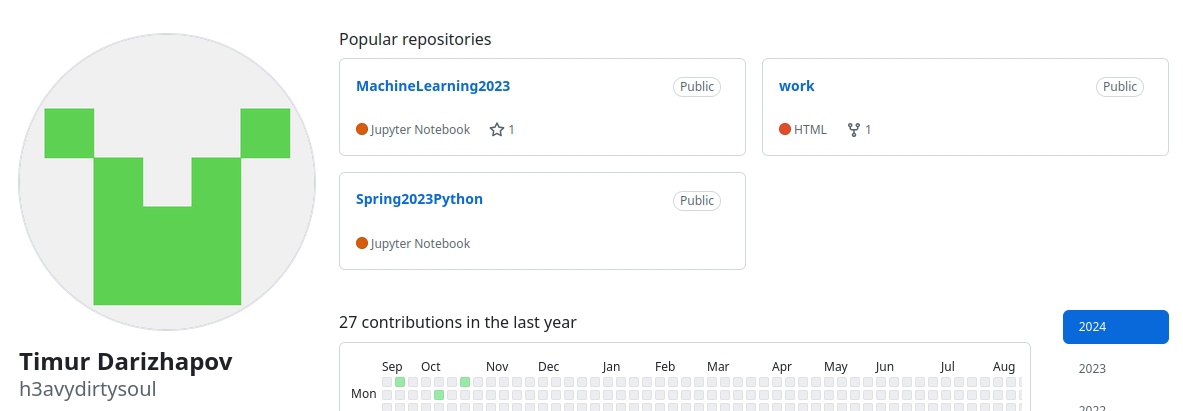 Popular repositories
MachineLearning2023 Public
Jupyter Notebook 1
work Public
HTML 1
Spring2023Python Public
Jupyter Notebook
27 contributions in the last year
2024
2023
Sep Oct Nov Dec Jan Feb Mar Apr May Jun Jul Aug
Mon
Timur Darizhapov
h3avydirtysoul
2022